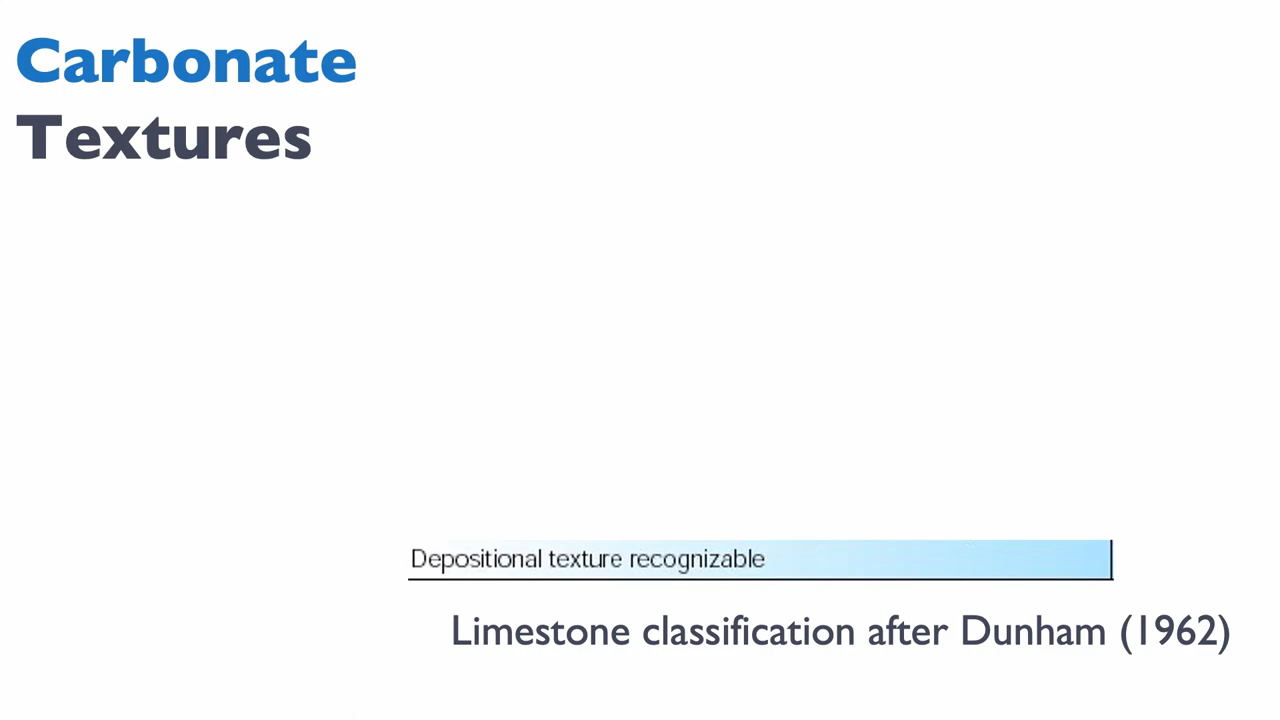 Carbonate
Textures
Depositional texture recognizable
Limestone classification after Dunham (1962)